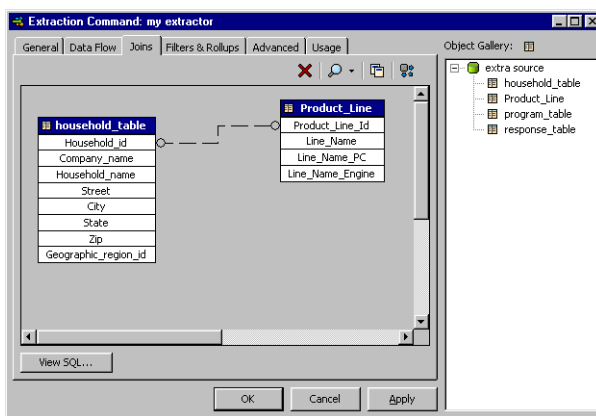 Extraction Command: my extractor
General Data Flow Joins Filters & Rollups Advanced Usage
Object Gallery:
extra source
household_table
Product_Line
program_table
response_table
household_table
Household_id
Company_name
Household_name
Street
City
State
Zip
Geographic_region_id
Product_Line
Product_Line_Id
Line_Name
Line_Name_PC
Line_Name_Engine
View SQL...
OK Cancel Apply